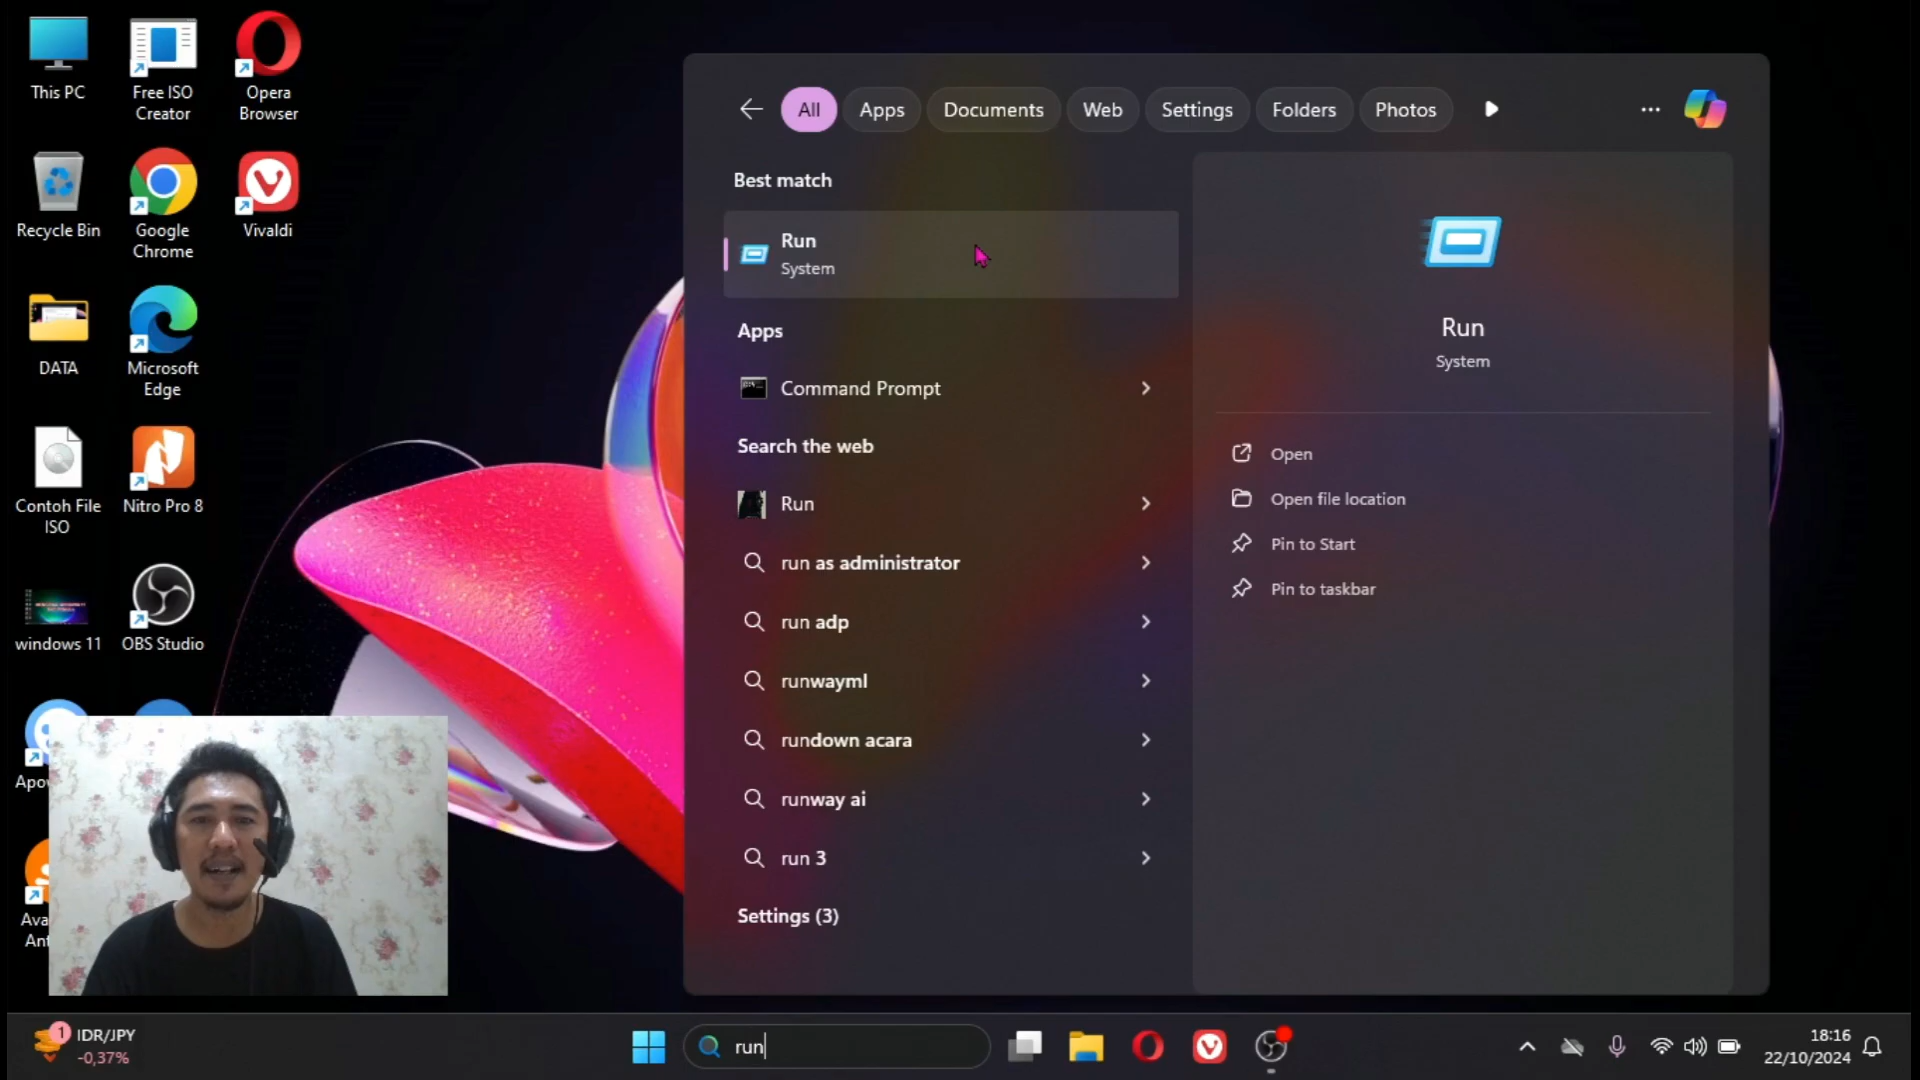 This PC
Free ISO
Creator
Opera
Browser
Recycle Bin
Google
Chrome
Vivaldi
DATA
Microsoft
Edge
Contoh File
ISO
Nitro Pro 8
windows 11
OBS Studio
All
Apps
Documents
Web
Settings
Folders
Photos
Best match
Run
System
Apps
Command Prompt
Search the web
Run
run as administrator
run adp
runwayml
rundown acara
runway ai
run 3
Settings (3)
Run
System
Open
Open file location
Pin to Start
Pin to taskbar
1
IDR/JPY
-0,37%
run
18:16
22/10/2024